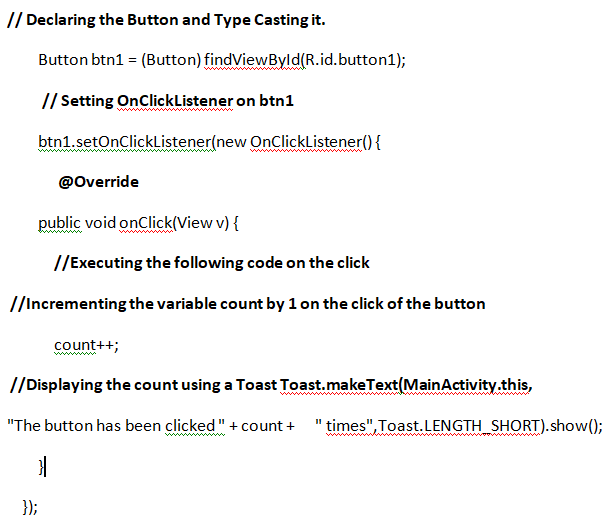 // Declaring the Button and Type Casting it.
Button btn1 = (Button) findViewById(R.id.button1);
// Setting OnClickListener on btn1
btn1.setOnClickListener(new OnClickListener() {
@Override
public void onClick(View v) {
//Executing the following code on the click
//Incrementing the variable count by 1 on the click of the button
count++;
//Displaying the count using a Toast Toast.makeText(MainActivity.this,
"The button has been clicked " + count + " times",Toast.LENGTH_SHORT).show();
}
});